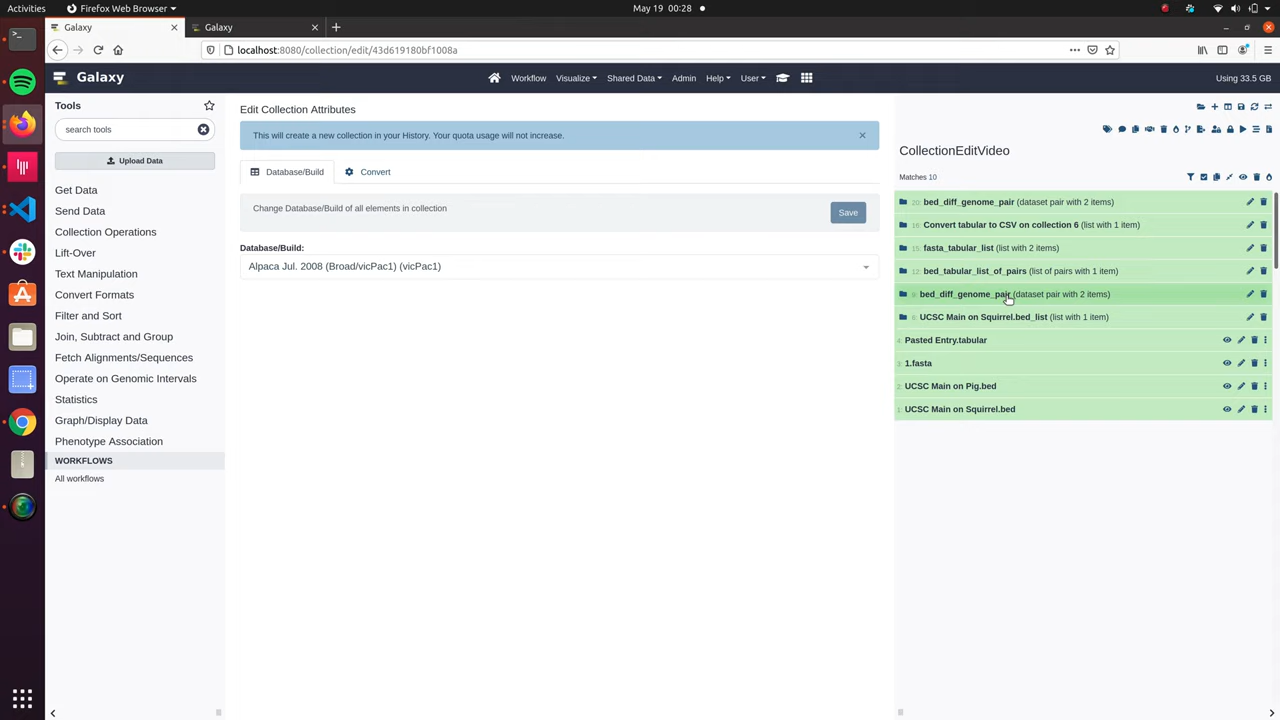 Activities
Firefox Web Browser
May 19 00:28
Galaxy
Galaxy
localhost:8080/collection/edit/43d619180bf1008a
Galaxy
Workflow Visualize Shared Data Admin Help User
Using 33.5 GB
Tools
search tools
Upload Data
Get Data
Send Data
Collection Operations
Lift-Over
Text Manipulation
Convert Formats
Filter and Sort
Join, Subtract and Group
Fetch Alignments/Sequences
Operate on Genomic Intervals
Statistics
Graph/Display Data
Phenotype Association
WORKFLOWS
All workflows
Edit Collection Attributes
This will create a new collection in your History. Your quota usage will not increase.
Database/Build
Convert
Change Database/Build of all elements in collection
Save
Database/Build:
Alpaca Jul. 2008 (Broad/vicPac1) (vicPac1)
CollectionEditVideo
Matches 10
20: bed_diff_genome_pair (dataset pair with 2 items)
Convert tabular to CSV on collection 6 (list with 1 item)
15: fasta_tabular_list (list with 2 items)
12: bed_tabular_list_of_pairs (list of pairs with 1 item)
bed_diff_genome_pair (dataset pair with 2 items)
UCSC Main on Squirrel.bed_list (list with 1 item)
4: Pasted Entry.tabular
3: 1.fasta
2: UCSC Main on Pig.bed
1: UCSC Main on Squirrel.bed